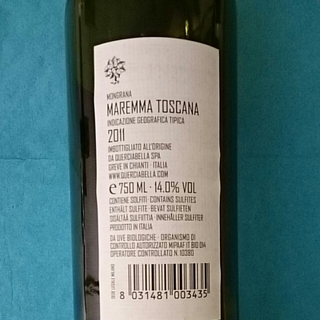 MONGRANA
MAREMMA TOSCANA
INDICAZIONE GEOGRAFICA TIPICA
2011
IMBOTTIGLIATO ALL'ORIGINE
DA QUERCIABELLA SPA
GREVE IN CHIANTI · ITALIA
WWW.QUERCIABELLA.COM
e 750 ML · 14.0% VOL
CONTIENE SOLFITI · CONTAINS SULFITES
ENTHÄLT SULFITE · BEVAT SULFIETEN
SISÄLTÄÄ SULFIITTIA · INNEHÅLLER SULFITER
PRODOTTO IN ITALIA
DA UVE BIOLOGICHE · ORGANISMO DI
CONTROLLO AUTORIZZATO MIPAAF IT BIO 014
OPERATORE CONTROLLATO N. 10380
8 031481 003435